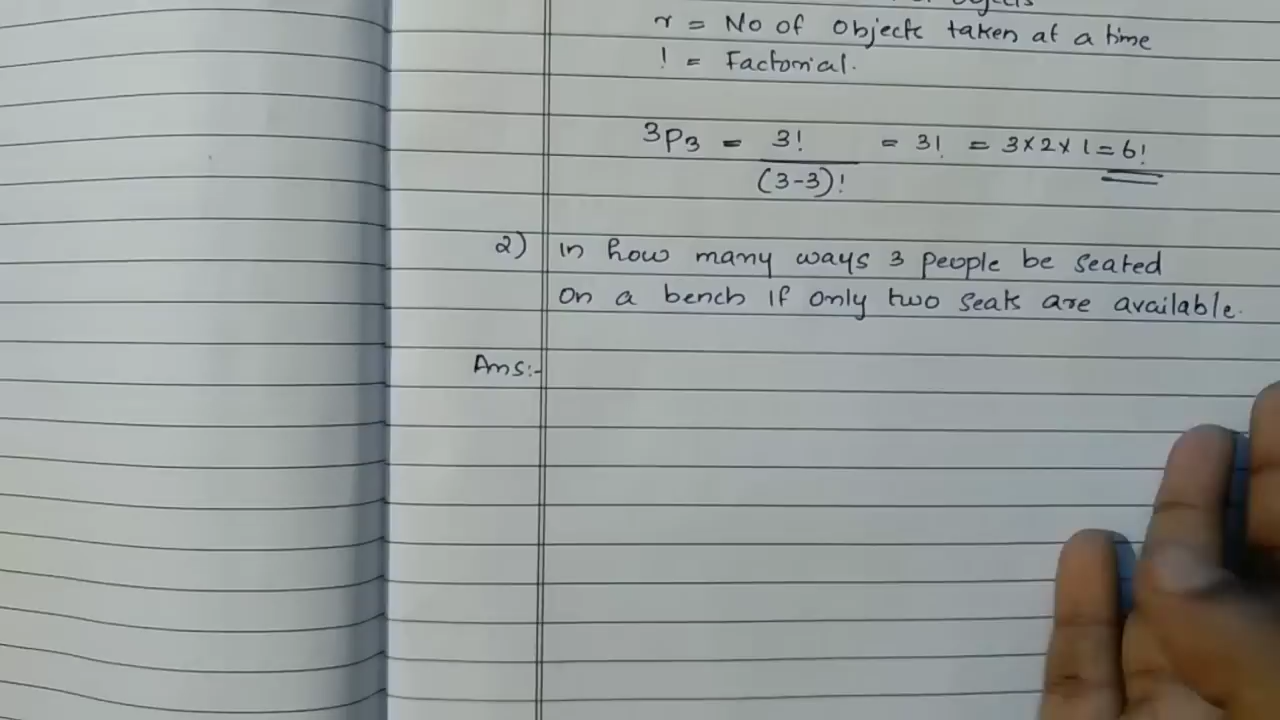 r = No of Objects taken at a time
! = Factorial.
3P3 = 3! / (3-3)! = 3! = 3×2×1 = 6!
2) In how many ways 3 people be seated
On a bench if only two seats are available.
Ans:-